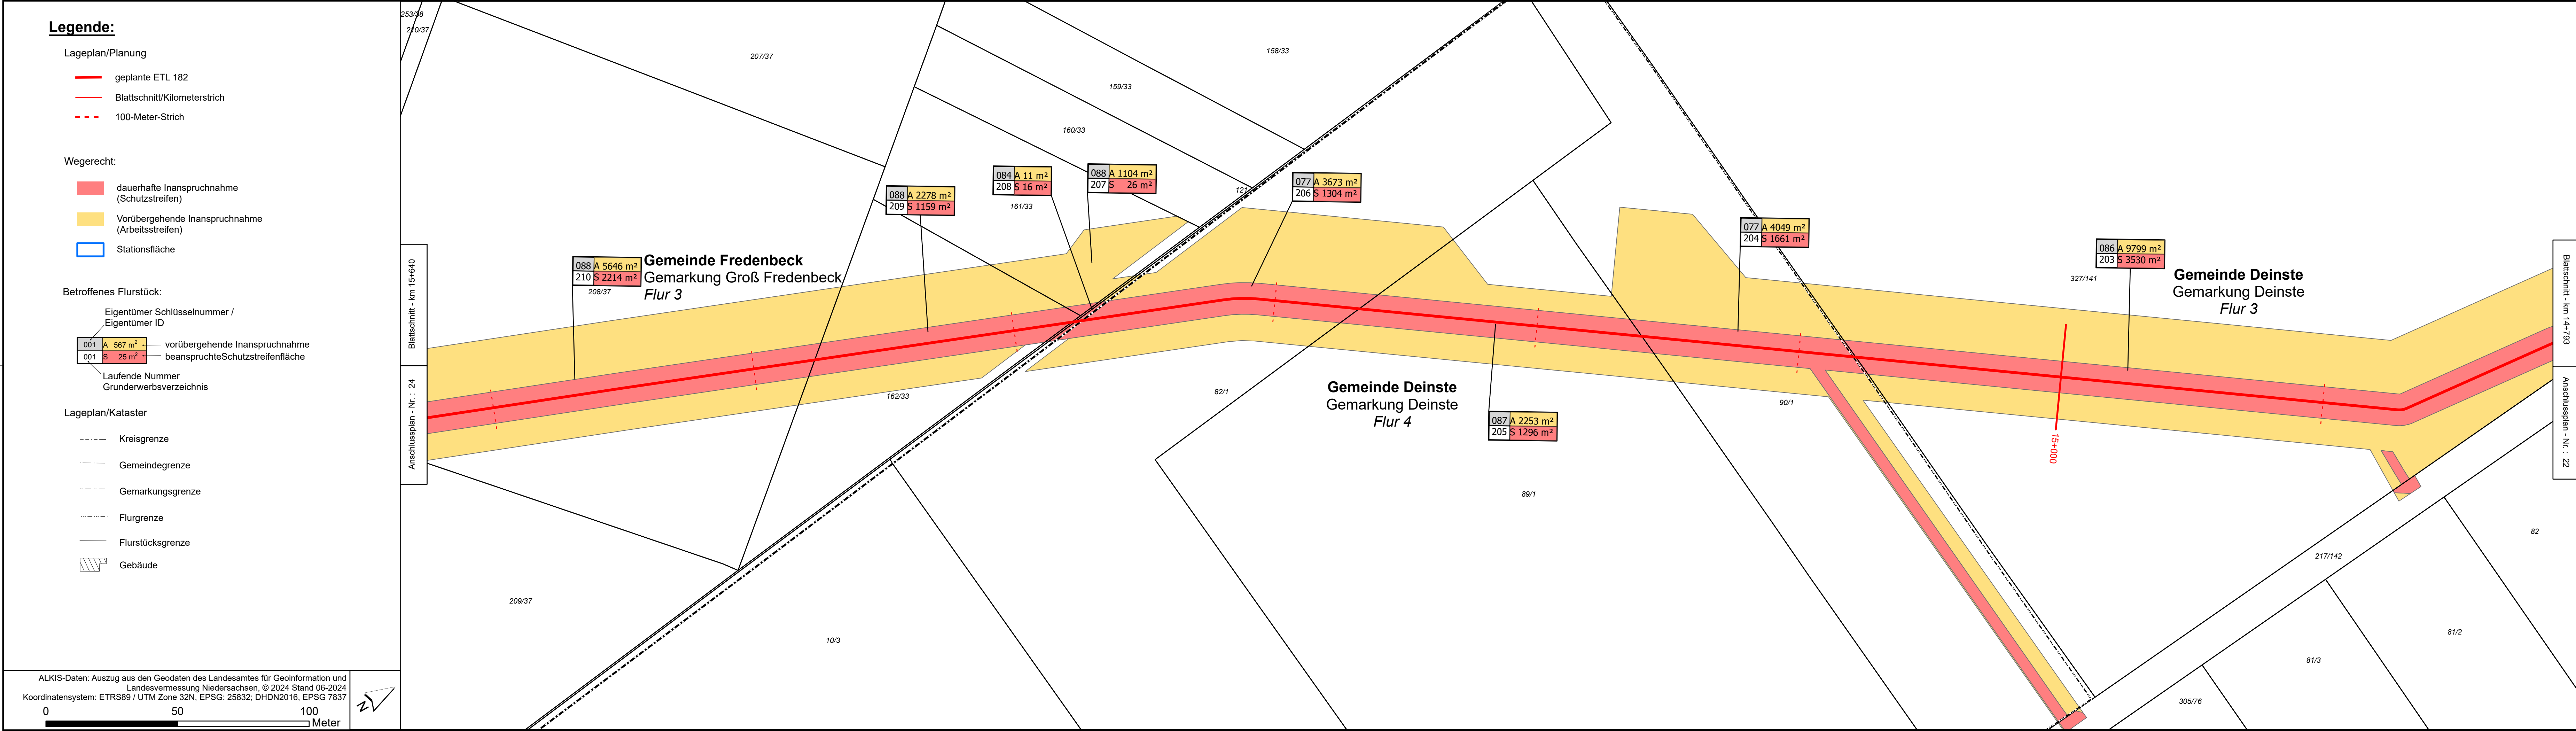 Legende:
Lageplan/Planung
geplante ETL 182
Blattschnitt/Kilometerstrich
100-Meter-Strich
Wegerecht:
dauerhafte Inanspruchnahme
(Schutzstreifen)
Vorübergehende Inanspruchnahme
(Arbeitsstreifen)
Stationsfläche
Betroffenes Flurstück:
Eigentümer Schlüsselnummer /
Eigentümer ID
001 A 567 m² vorübergehende Inanspruchnahme
001 S 25 m² beanspruchteSchutzstreifenfläche
Laufende Nummer
Grunderwerbsverzeichnis
Lageplan/Kataster
Kreisgrenze
Gemeindegrenze
Gemarkungsgrenze
Flurgrenze
Flurstücksgrenze
Gebäude
ALKIS-Daten: Auszug aus den Geodaten des Landesamtes für Geoinformation und
Landesvermessung Niedersachsen, © 2024 Stand 06-2024
Koordinatensystem: ETRS89 / UTM Zone 32N, EPSG: 25832; DHDN2016, EPSG 7837
0 50 100
Meter
N
Blattschnitt - km 15+640
Anschlussplan - Nr. : 24
253/38
210/37
207/37
158/33
159/33
160/33
161/33
121
088 A 5646 m²
210 S 2214 m²
208/37
Gemeinde Fredenbeck
Gemarkung Groß Fredenbeck
Flur 3
088 A 2278 m²
209 S 1159 m²
084 A 11 m²
208 S 16 m²
088 A 1104 m²
207 S 26 m²
077 A 3673 m²
206 S 1304 m²
162/33
82/1
209/37
10/3
Gemeinde Deinste
Gemarkung Deinste
Flur 4
087 A 2253 m²
205 S 1296 m²
89/1
077 A 4049 m²
204 S 1661 m²
90/1
327/141
086 A 9799 m²
203 S 3530 m²
Gemeinde Deinste
Gemarkung Deinste
Flur 3
15+000
82
217/142
81/2
81/3
305/76
Blattschnitt - km 14+793
Anschlussplan - Nr. : 22